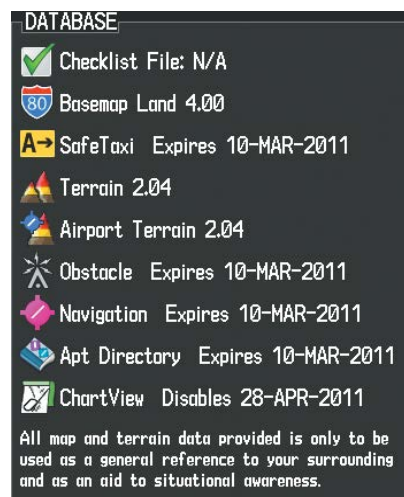 DATABASE
Checklist File: N/A
80 Basemap Land 4.00
A→ SafeTaxi Expires 10-MAR-2011
Terrain 2.04
Airport Terrain 2.04
Obstacle Expires 10-MAR-2011
Navigation Expires 10-MAR-2011
Apt Directory Expires 10-MAR-2011
ChartView Disables 28-APR-2011
All map and terrain data provided is only to be
used as a general reference to your surrounding
and as an aid to situational awareness.